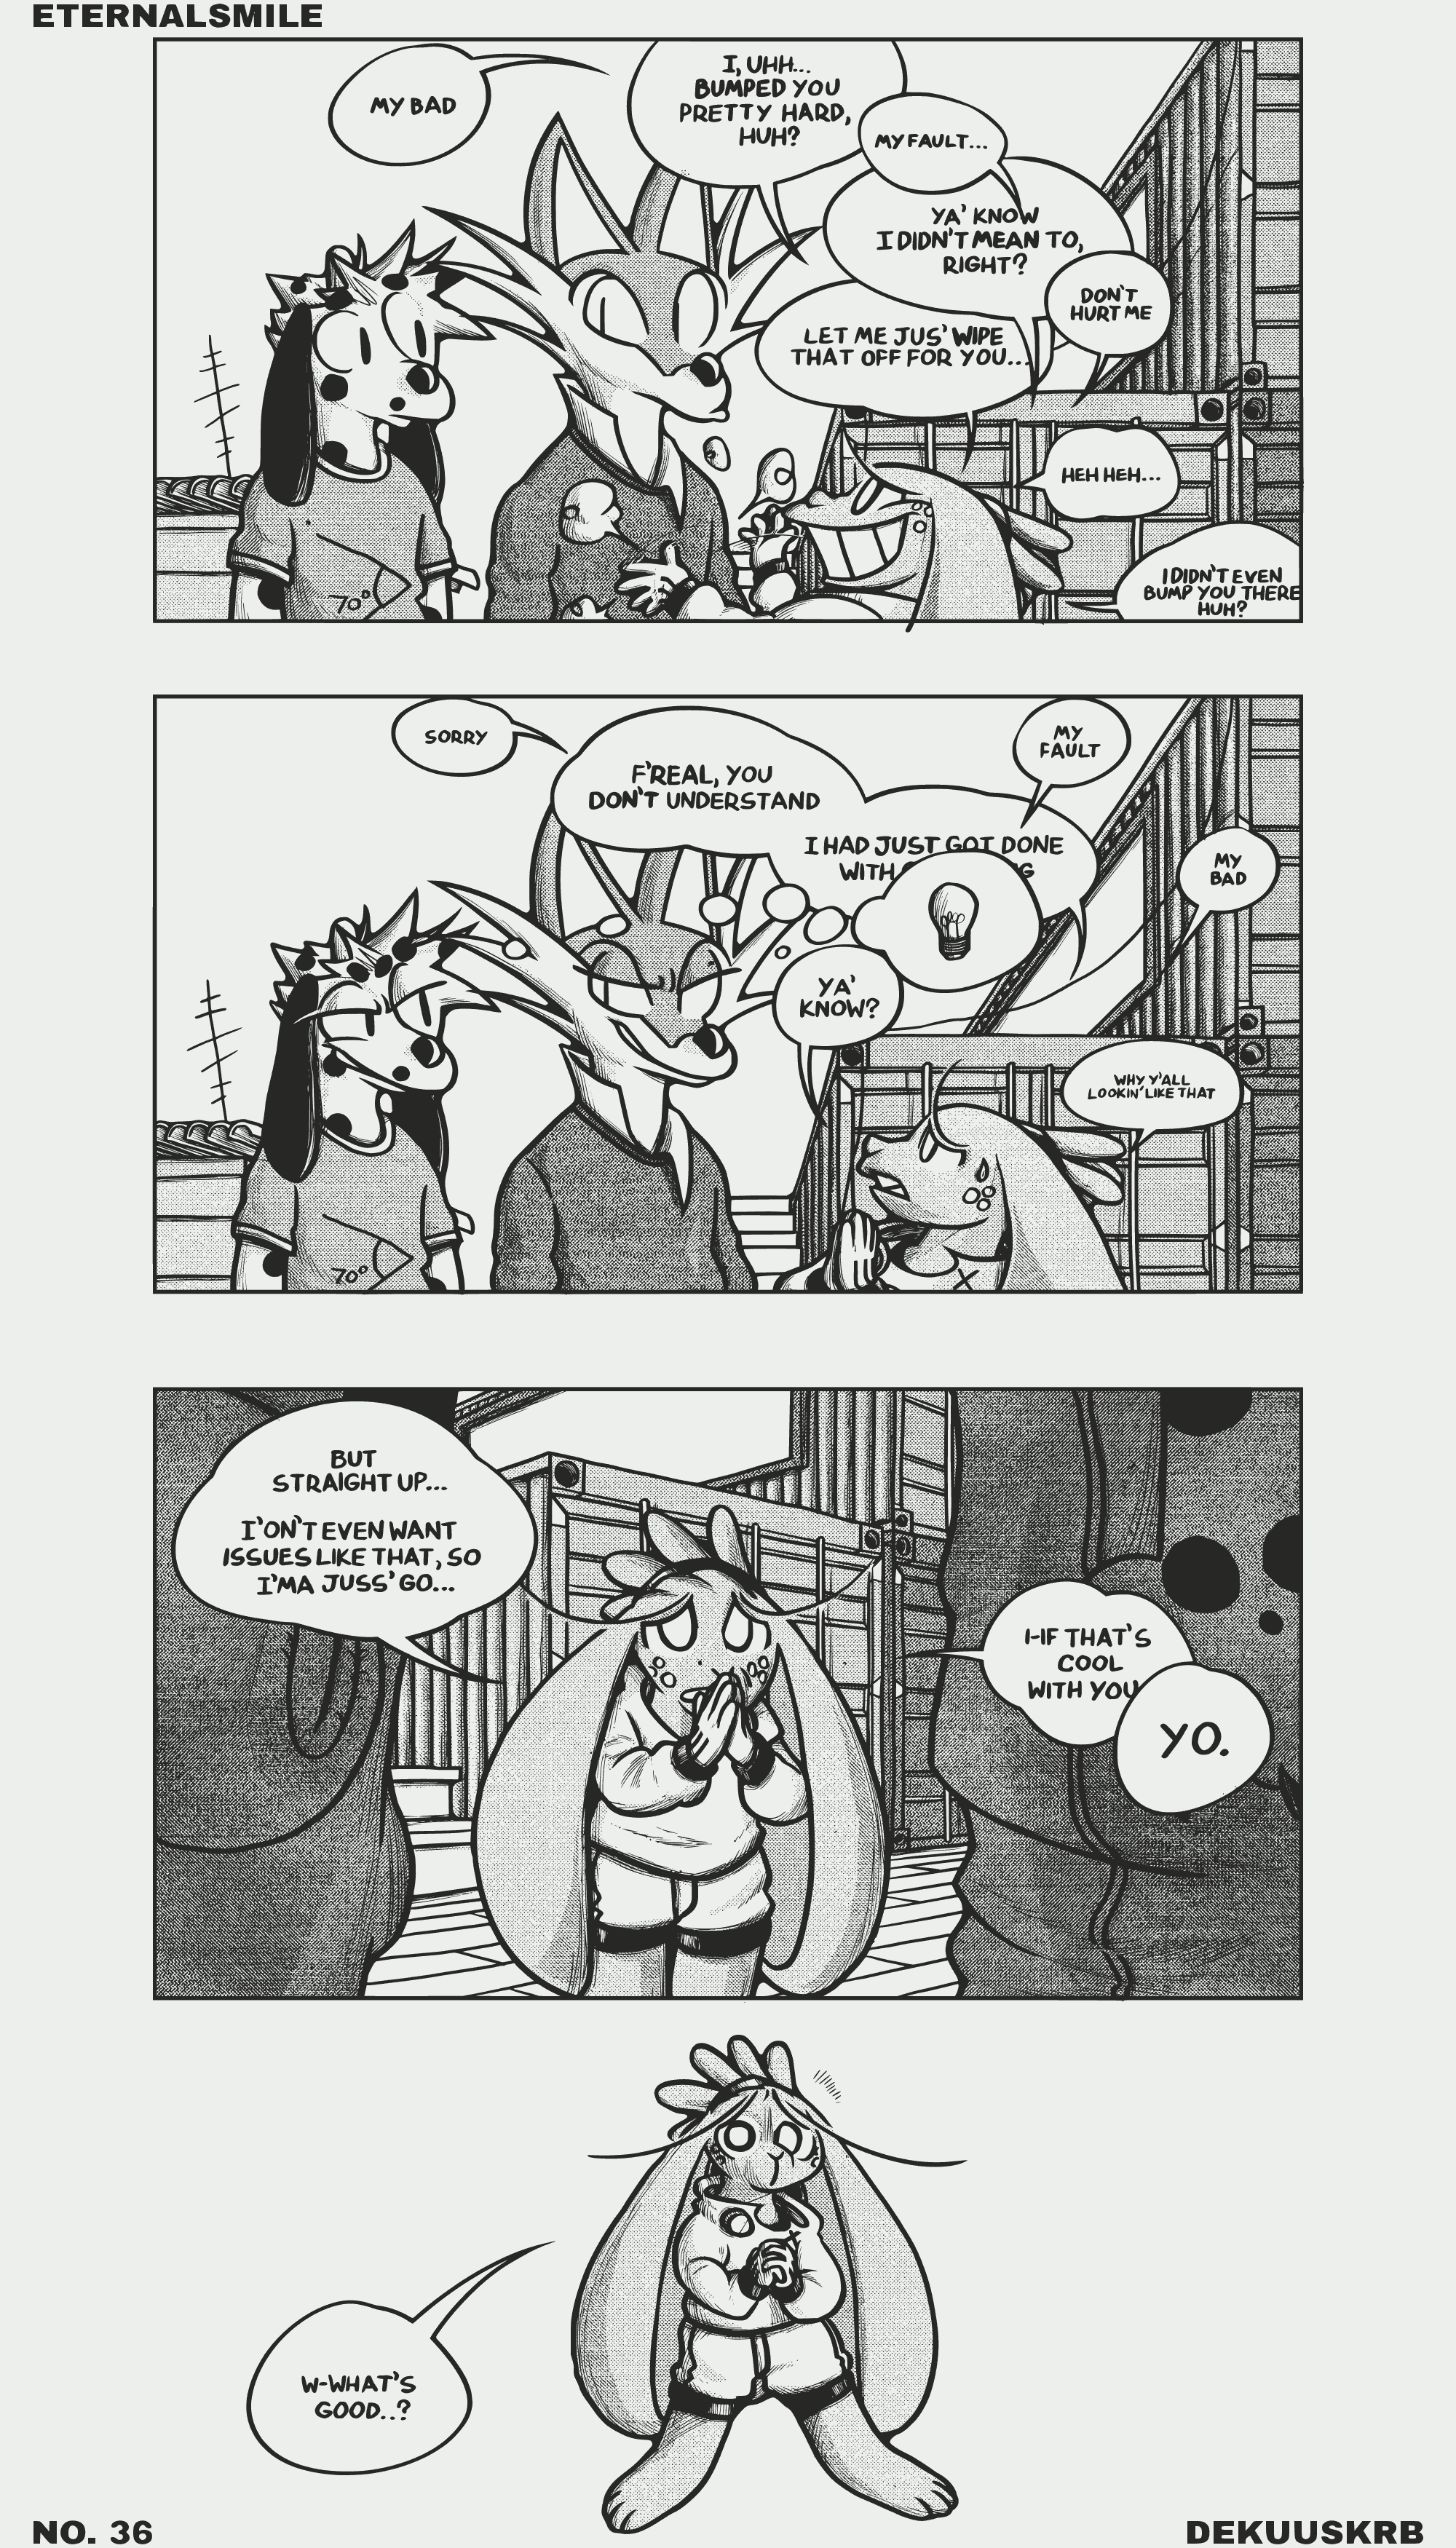 ETERNALSMILE
MY BAD
I, UHH...
BUMPED YOU
PRETTY HARD,
HUH?
MY FAULT...
YA' KNOW
I DIDN'T MEAN TO,
RIGHT?
DON'T
HURT ME
LET ME JUS' WIPE
THAT OFF FOR YOU...
HEH HEH...
I DIDN'T EVEN
BUMP YOU THERE
HUH?
70°
SORRY
F'REAL, YOU
DON'T UNDERSTAND
MY
FAULT
I HAD JUST GOT DONE
WITH
MY
BAD
YA'
KNOW?
WHY Y'ALL
LOOKIN' LIKE THAT
70°
BUT
STRAIGHT UP...
I'ON'T EVEN WANT
ISSUES LIKE THAT, SO
I'MA JUSS' GO...
I-IF THAT'S
COOL
WITH YOU
YO.
W-WHAT'S
GOOD..?
NO. 36
DEKUUSKRB